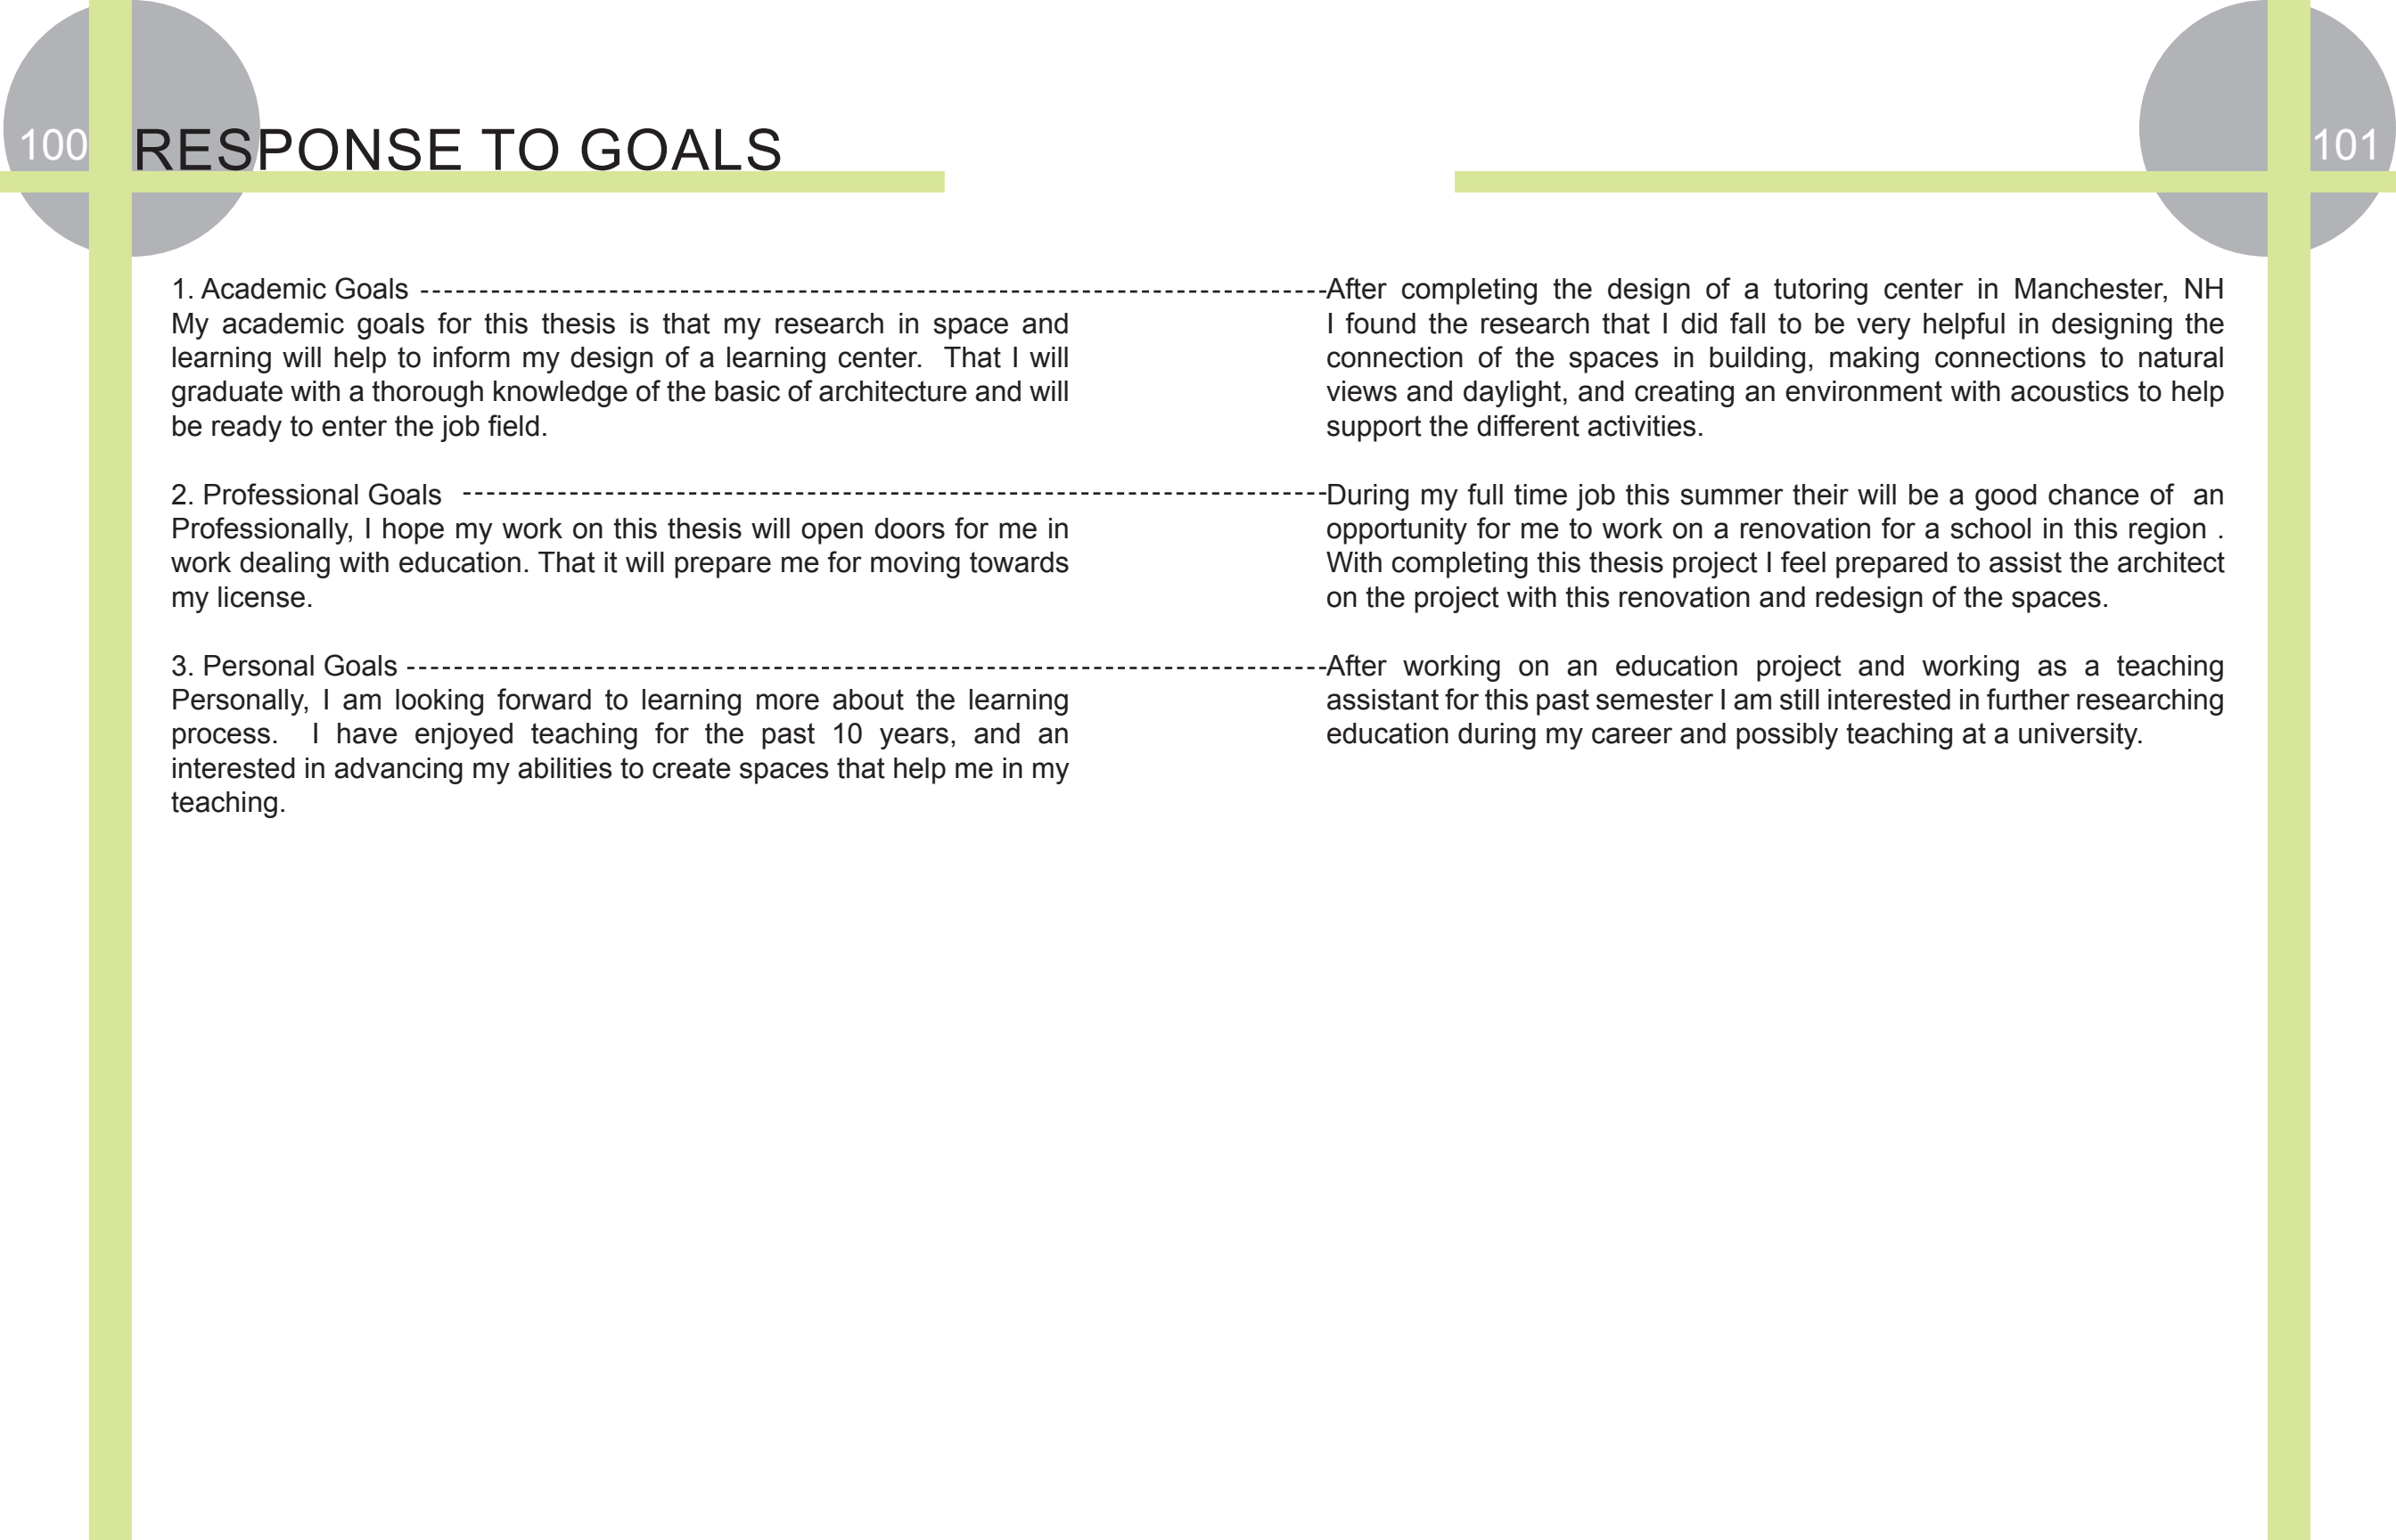 100
RESPONSE TO GOALS
101
1. Academic Goals
My academic goals for this thesis is that my research in space and
learning will help to inform my design of a learning center.  That I will
graduate with a thorough knowledge of the basic of architecture and will
be ready to enter the job field.
2. Professional Goals
Professionally, I hope my work on this thesis will open doors for me in
work dealing with education. That it will prepare me for moving towards
my license.
3. Personal Goals
Personally, I am looking forward to learning more about the learning
process.  I have enjoyed teaching for the past 10 years, and an
interested in advancing my abilities to create spaces that help me in my
teaching.
After completing the design of a tutoring center in Manchester, NH
I found the research that I did fall to be very helpful in designing the
connection of the spaces in building, making connections to natural
views and daylight, and creating an environment with acoustics to help
support the different activities.
During my full time job this summer their will be a good chance of  an
opportunity for me to work on a renovation for a school in this region .
With completing this thesis project I feel prepared to assist the architect
on the project with this renovation and redesign of the spaces.
After working on an education project and working as a teaching
assistant for this past semester I am still interested in further researching
education during my career and possibly teaching at a university.